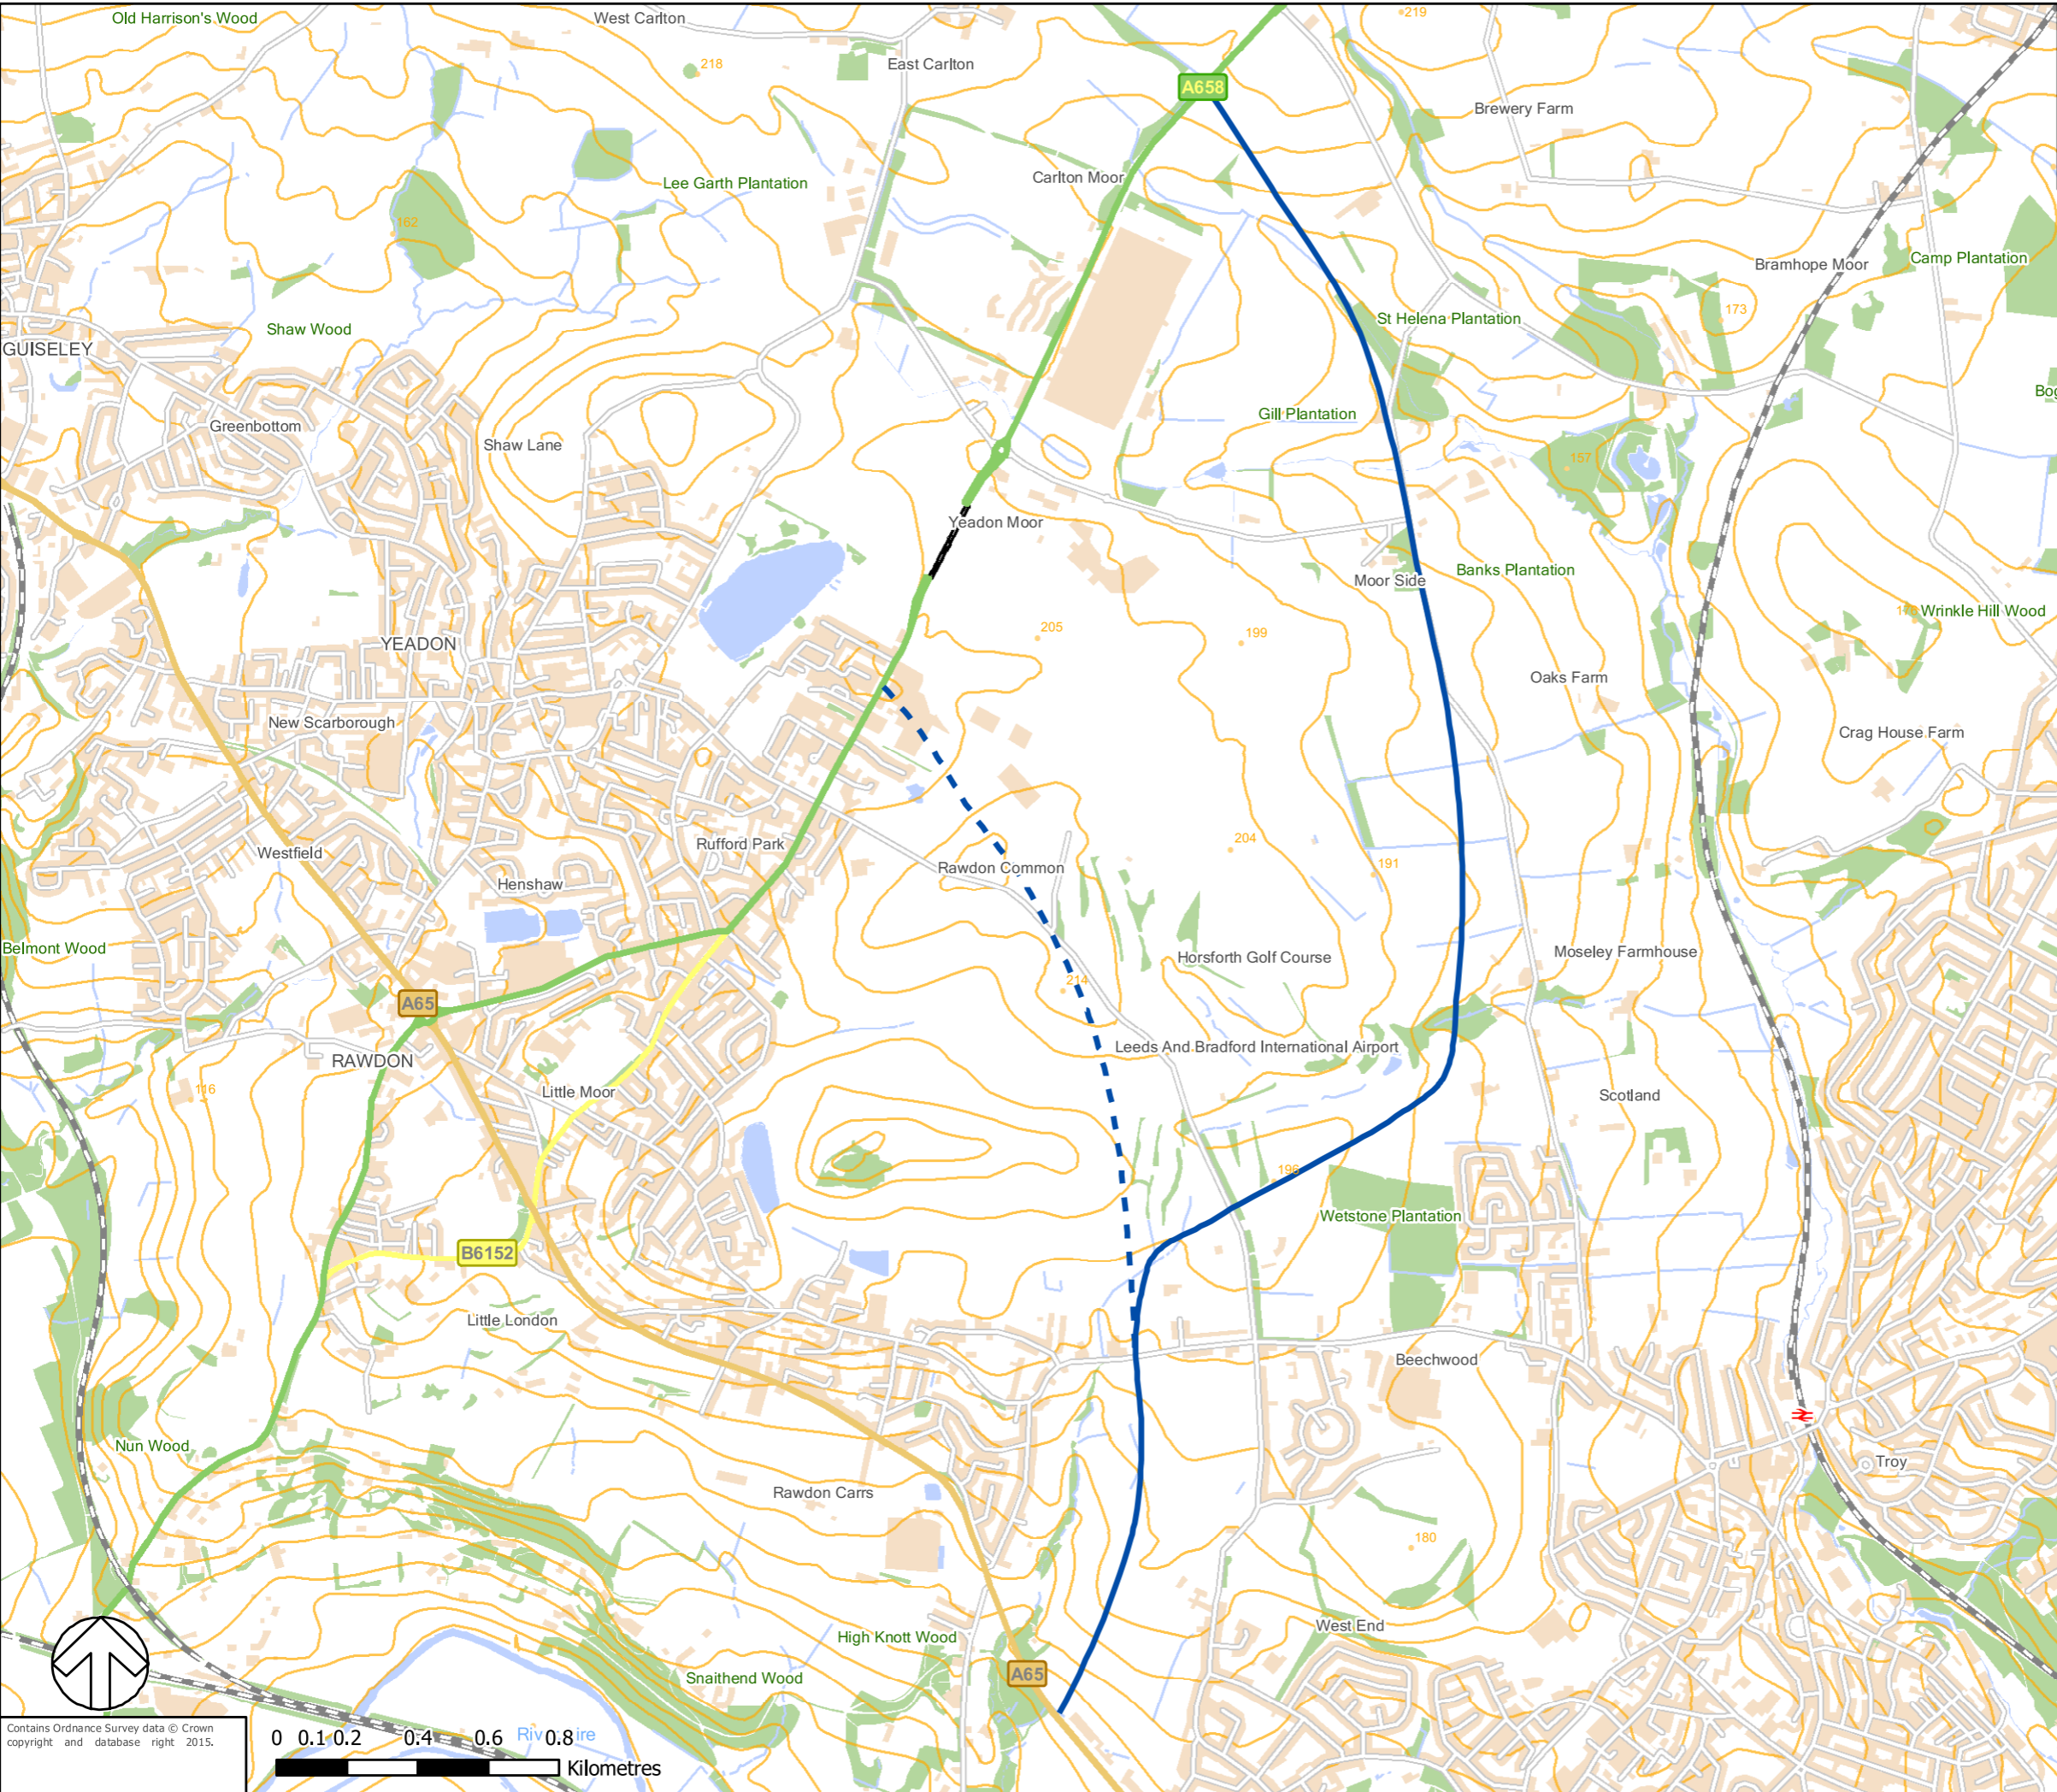 Old Harrison's Wood
West Carlton
219
East Carlton
218
A658
Brewery Farm
Carlton Moor
Lee Garth Plantation
162
Bramhope Moor
Camp Plantation
173
St Helena Plantation
Shaw Wood
GUISELEY
Gill Plantation
Greenbottom
Shaw Lane
157
Yeadon Moor
Banks Plantation
Moor Side
Wrinkle Hill Wood
205
199
YEADON
Oaks Farm
New Scarborough
Crag House Farm
Rufford Park
204
Westfield
191
Rawdon Common
Henshaw
Belmont Wood
Moseley Farmhouse
Horsforth Golf Course
214
A65
Leeds And Bradford International Airport
RAWDON
116
Little Moor
Scotland
196
Wetstone Plantation
B6152
Little London
Beechwood
Nun Wood
Troy
Rawdon Carrs
180
West End
High Knott Wood
A65
Snaithend Wood
Contains Ordnance Survey data © Crown
copyright and database right 2015.
0 0.1 0.2 0.4 0.6 0.8
Kilometres